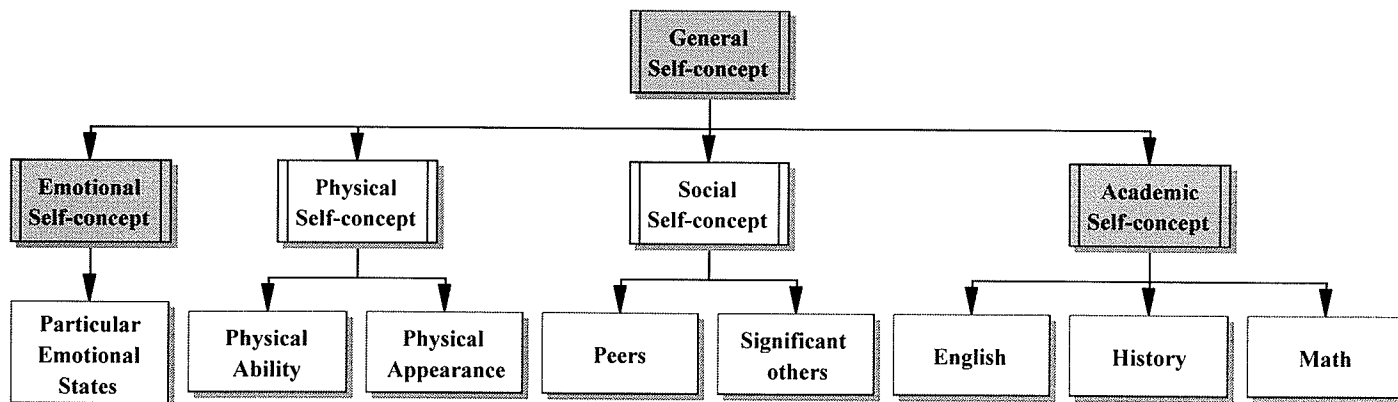 General
Self-concept
Emotional
Self-concept
Physical
Self-concept
Social
Self-concept
Academic
Self-concept
Particular
Emotional
States
Physical
Ability
Physical
Appearance
Peers
Significant
others
English
History
Math